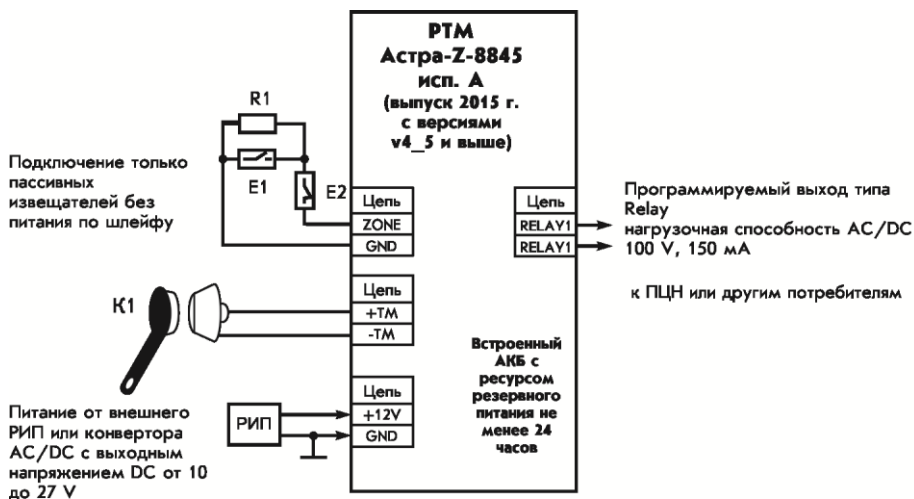 РТМ
Астра-Z-8845
исп. А
(выпуск 2015 г.
с версиями
v4_5 и выше)
R1
E1
E2
Подключение только
пассивных
извещателей без
питания по шлейфу
Цепь
ZONE
GND
Цепь
RELAY1
RELAY1
Программируемый выход типа
Relay
нагрузочная способность AC/DC
100 V, 150 мА
к ПЦН или другим потребителям
К1
Цепь
+TM
-TM
Встроенный
АКБ с
ресурсом
резервного
питания не
менее 24
часов
Цепь
+12V
GND
РИП
Питание от внешнего
РИП или конвертора
AC/DC с выходным
напряжением DC от 10
до 27 V